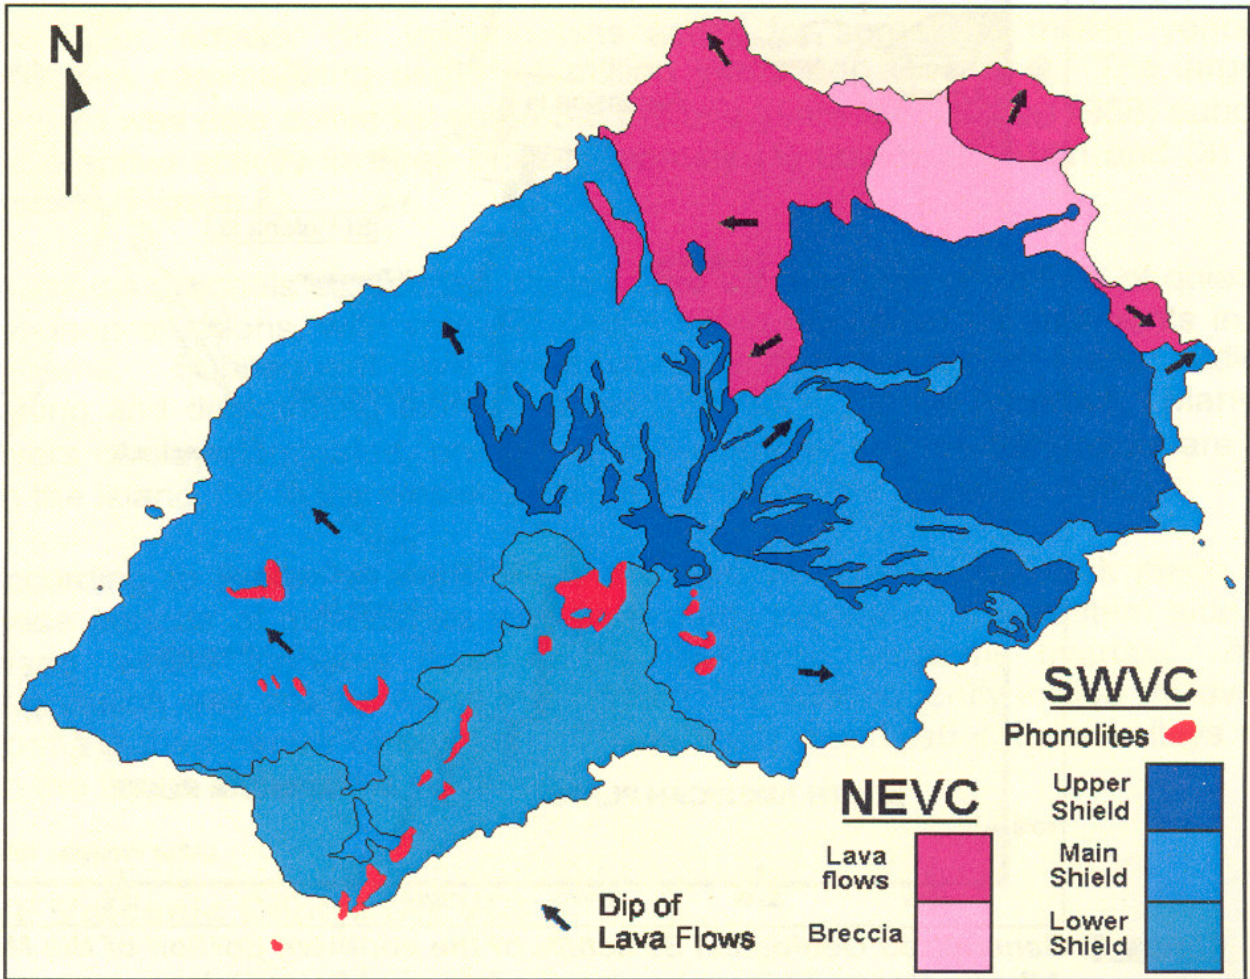 N
SWVC
Phonolites
Upper
Shield
Main
Shield
Lower
Shield
NEVC
Lava
flows
Breccia
Dip of
Lava Flows